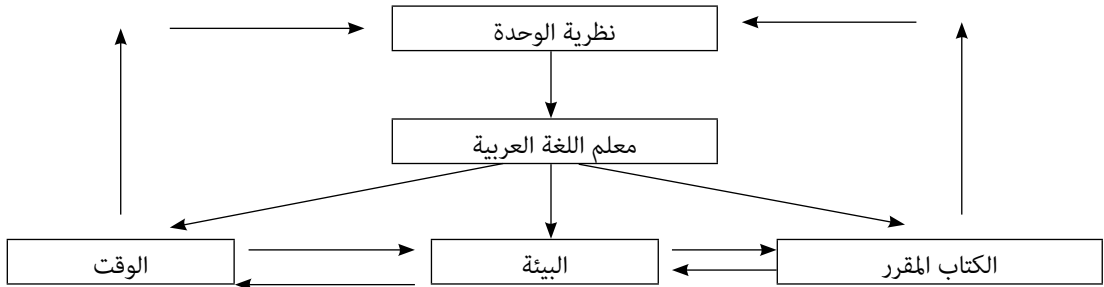 نظرية الوحدة
معلم اللغة العربية
الكتاب المقرر
البيئة
الوقت